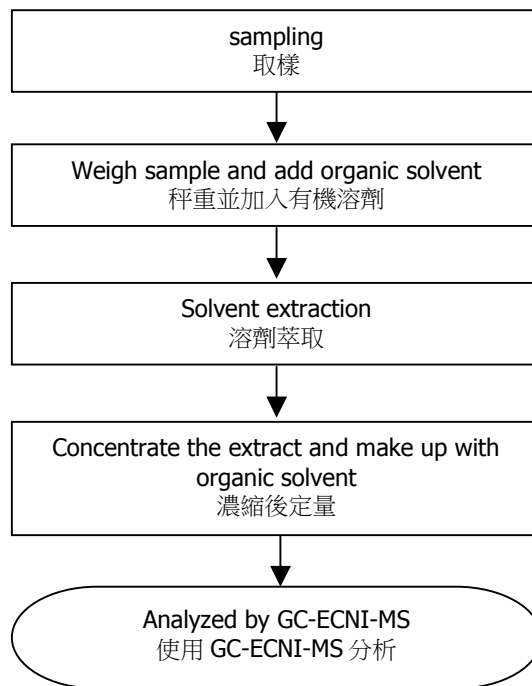 sampling
取樣
Weigh sample and add organic solvent
秤重並加入有機溶劑
Solvent extraction
溶劑萃取
Concentrate the extract and make up with
organic solvent
濃縮後定量
Analyzed by GC-ECNI-MS
使用 GC-ECNI-MS 分析